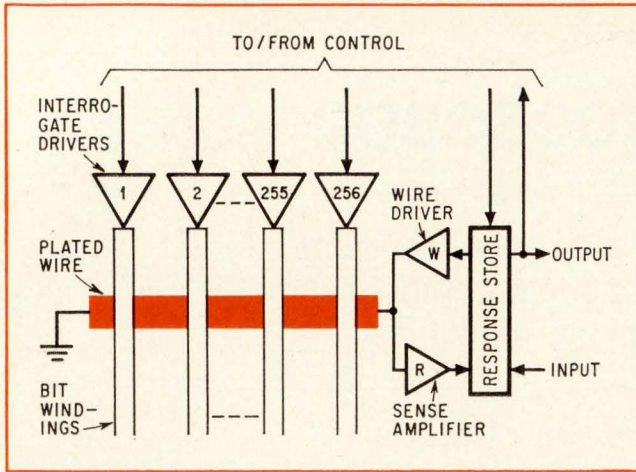 TO/FROM CONTROL
INTERRO-
GATE
DRIVERS
1
2
255
256
PLATED
WIRE
WIRE
DRIVER
W
R
RESPONSE STORE
OUTPUT
INPUT
SENSE
AMPLIFIER
BIT
WIND-
INGS